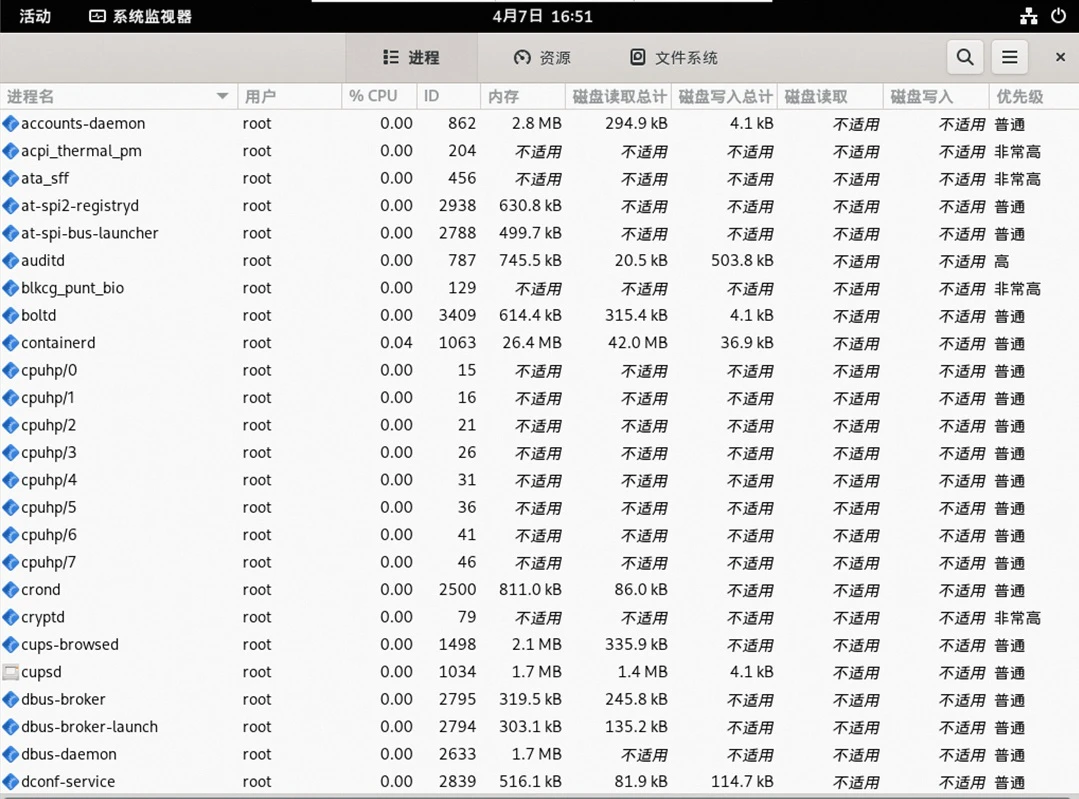 活动 系统监视器 4月7日 16:51
进程 资源 文件系统
进程名 用户 % CPU ID 内存 磁盘读取总计 磁盘写入总计 磁盘读取 磁盘写入 优先级
accounts-daemon root 0.00 862 2.8 MB 294.9 kB 4.1 kB 不适用 不适用 普通
acpi_thermal_pm root 0.00 204 不适用 不适用 不适用 不适用 不适用 非常高
ata_sff root 0.00 456 不适用 不适用 不适用 不适用 不适用 非常高
at-spi2-registryd root 0.00 2938 630.8 kB 不适用 不适用 不适用 不适用 普通
at-spi-bus-launcher root 0.00 2788 499.7 kB 不适用 不适用 不适用 不适用 普通
auditd root 0.00 787 745.5 kB 20.5 kB 503.8 kB 不适用 不适用 高
blkcg_punt_bio root 0.00 129 不适用 不适用 不适用 不适用 不适用 非常高
boltd root 0.00 3409 614.4 kB 315.4 kB 4.1 kB 不适用 不适用 普通
containerd root 0.04 1063 26.4 MB 42.0 MB 36.9 kB 不适用 不适用 普通
cpuhp/0 root 0.00 15 不适用 不适用 不适用 不适用 不适用 普通
cpuhp/1 root 0.00 16 不适用 不适用 不适用 不适用 不适用 普通
cpuhp/2 root 0.00 21 不适用 不适用 不适用 不适用 不适用 普通
cpuhp/3 root 0.00 26 不适用 不适用 不适用 不适用 不适用 普通
cpuhp/4 root 0.00 31 不适用 不适用 不适用 不适用 不适用 普通
cpuhp/5 root 0.00 36 不适用 不适用 不适用 不适用 不适用 普通
cpuhp/6 root 0.00 41 不适用 不适用 不适用 不适用 不适用 普通
cpuhp/7 root 0.00 46 不适用 不适用 不适用 不适用 不适用 普通
crond root 0.00 2500 811.0 kB 86.0 kB 不适用 不适用 不适用 普通
cryptd root 0.00 79 不适用 不适用 不适用 不适用 不适用 非常高
cups-browsed root 0.00 1498 2.1 MB 335.9 kB 不适用 不适用 不适用 普通
cupsd root 0.00 1034 1.7 MB 1.4 MB 4.1 kB 不适用 不适用 普通
dbus-broker root 0.00 2795 319.5 kB 245.8 kB 不适用 不适用 不适用 普通
dbus-broker-launch root 0.00 2794 303.1 kB 135.2 kB 不适用 不适用 不适用 普通
dbus-daemon root 0.00 2633 1.7 MB 不适用 不适用 不适用 不适用 普通
dconf-service root 0.00 2839 516.1 kB 81.9 kB 114.7 kB 不适用 不适用 普通